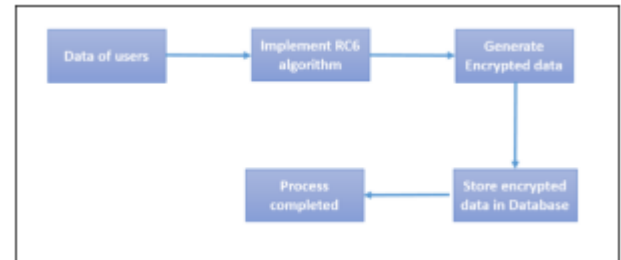 Data of users
Implement RC6
algorithm
Generate
Encrypted data
Store encrypted
data in Database
Process
completed